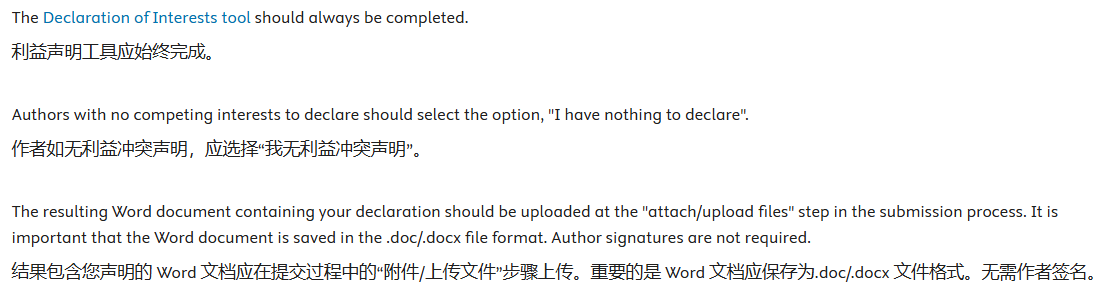 The Declaration of Interests tool should always be completed.
利益声明工具应始终完成。
Authors with no competing interests to declare should select the option, "I have nothing to declare".
作者如无利益冲突声明，应选择“我无利益冲突声明”。
The resulting Word document containing your declaration should be uploaded at the "attach/upload files" step in the submission process. It is
important that the Word document is saved in the .doc/.docx file format. Author signatures are not required.
结果包含您声明的 Word 文档应在提交过程中的“附件/上传文件”步骤上传。重要的是 Word 文档应保存为.doc/.docx 文件格式。无需作者签名。